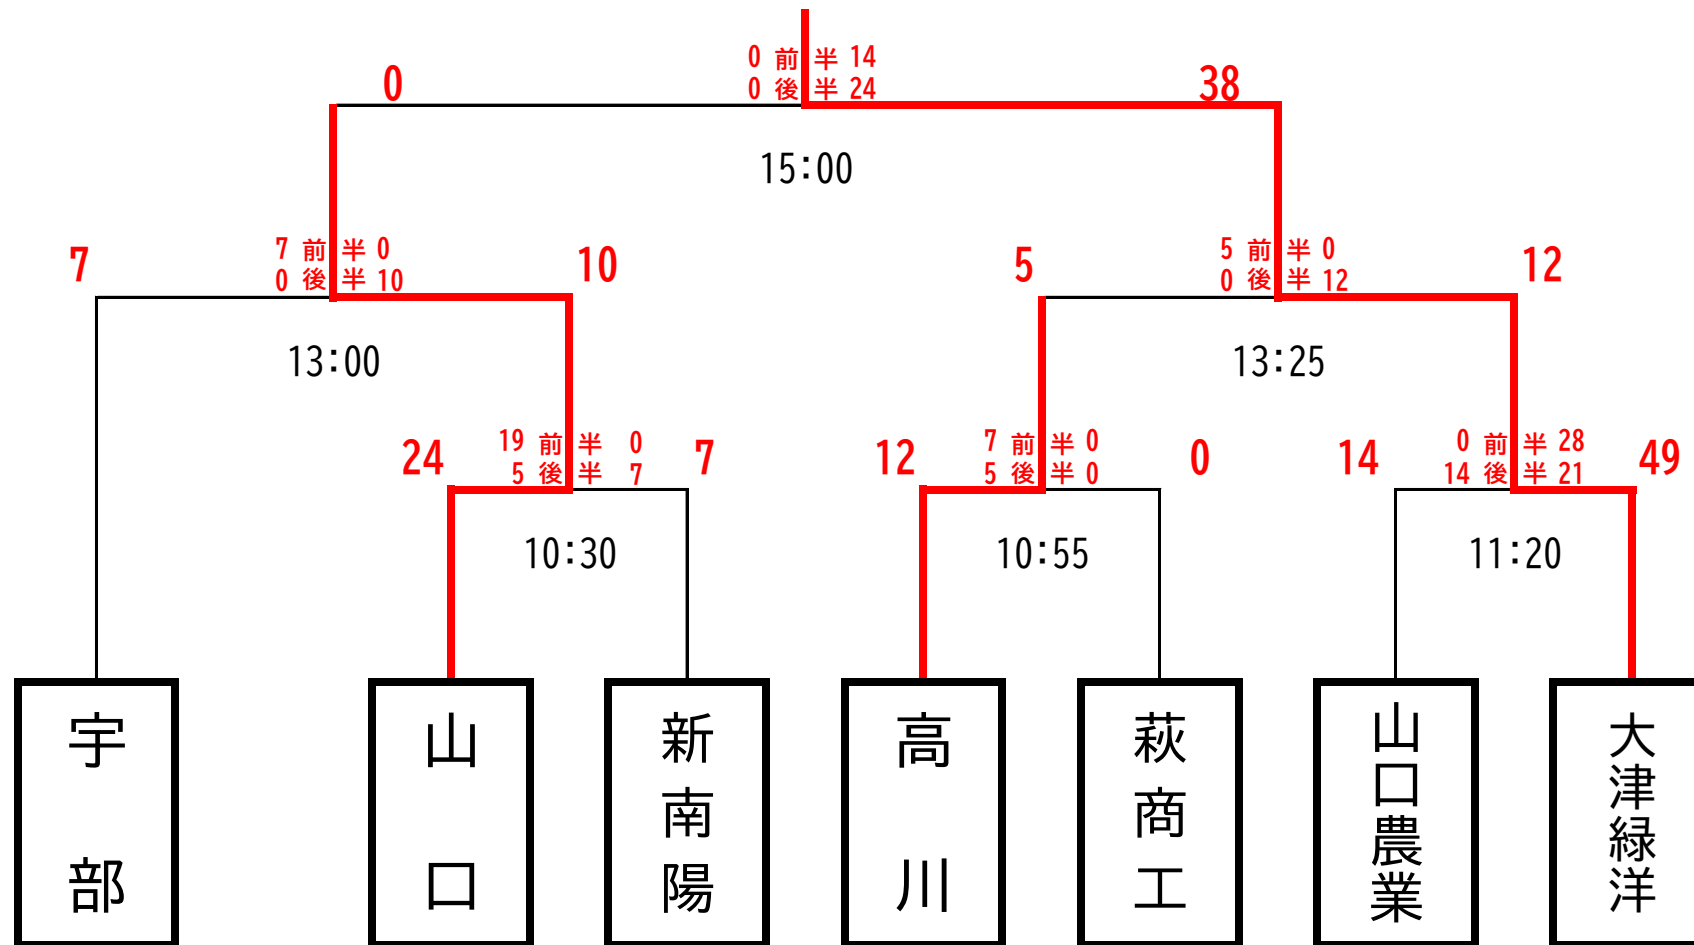 0 前半 14
0 後半 24
0
38
15:00
7
7 前半 0
0 後半 10
10
5
5 前半 0
0 後半 12
12
13:00
13:25
24
19 前半 0
5 後半 7
7
12
7 前半 0
5 後半 0
0
14
0 前半 28
14 後半 21
49
10:30
10:55
11:20
宇部
山口
新南陽
高川
萩商工
山口農業
大津緑洋